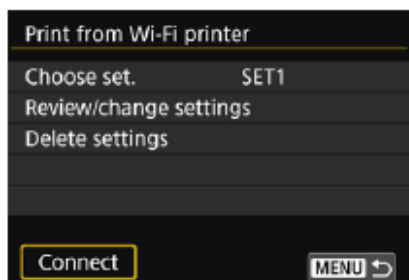 Print from Wi-Fi printer
Choose set. SET1
Review/change settings
Delete settings
Connect MENU